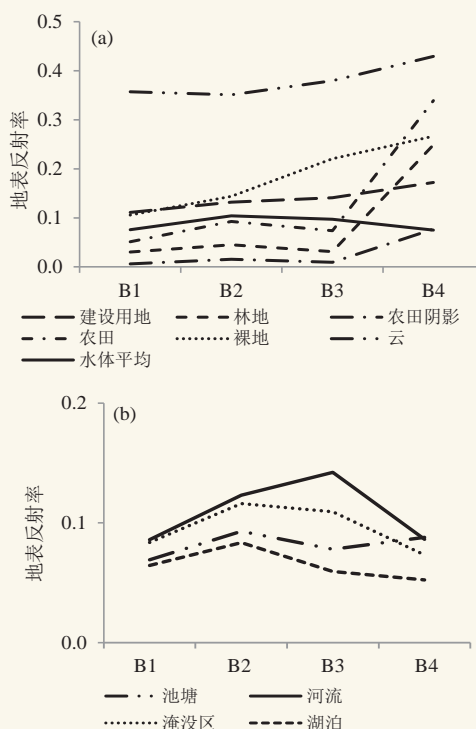 0.5
(a)
0.4
0.3
0.2
0.1
0.0
地表反射率
B1 B2 B3 B4
建设用地 林地 农田阴影
农田 裸地 云
水体平均
0.2
(b)
0.1
0.0
地表反射率
B1 B2 B3 B4
池塘 河流
淹没区 湖泊